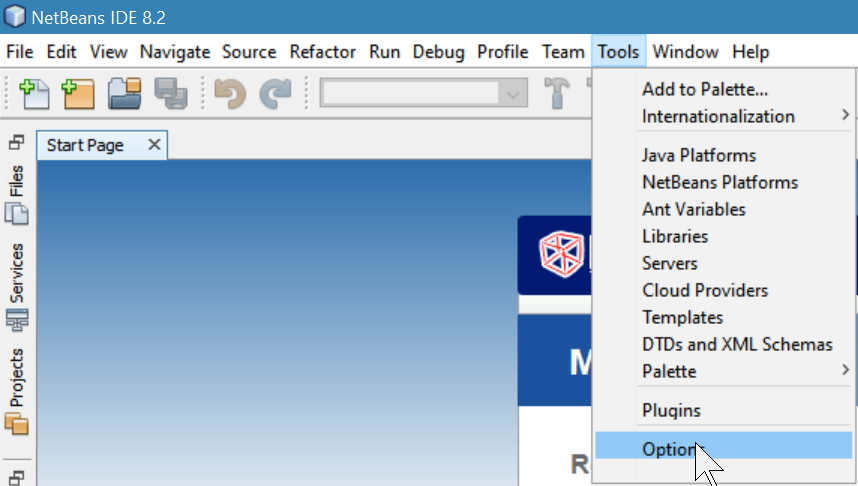 NetBeans IDE 8.2
File Edit View Navigate Source Refactor Run Debug Profile Team Tools Window Help
Add to Palette...
Internationalization
Java Platforms
NetBeans Platforms
Ant Variables
Libraries
Servers
Cloud Providers
Templates
DTDs and XML Schemas
Palette
Plugins
Options
Start Page
Files
Services
Projects
M
R